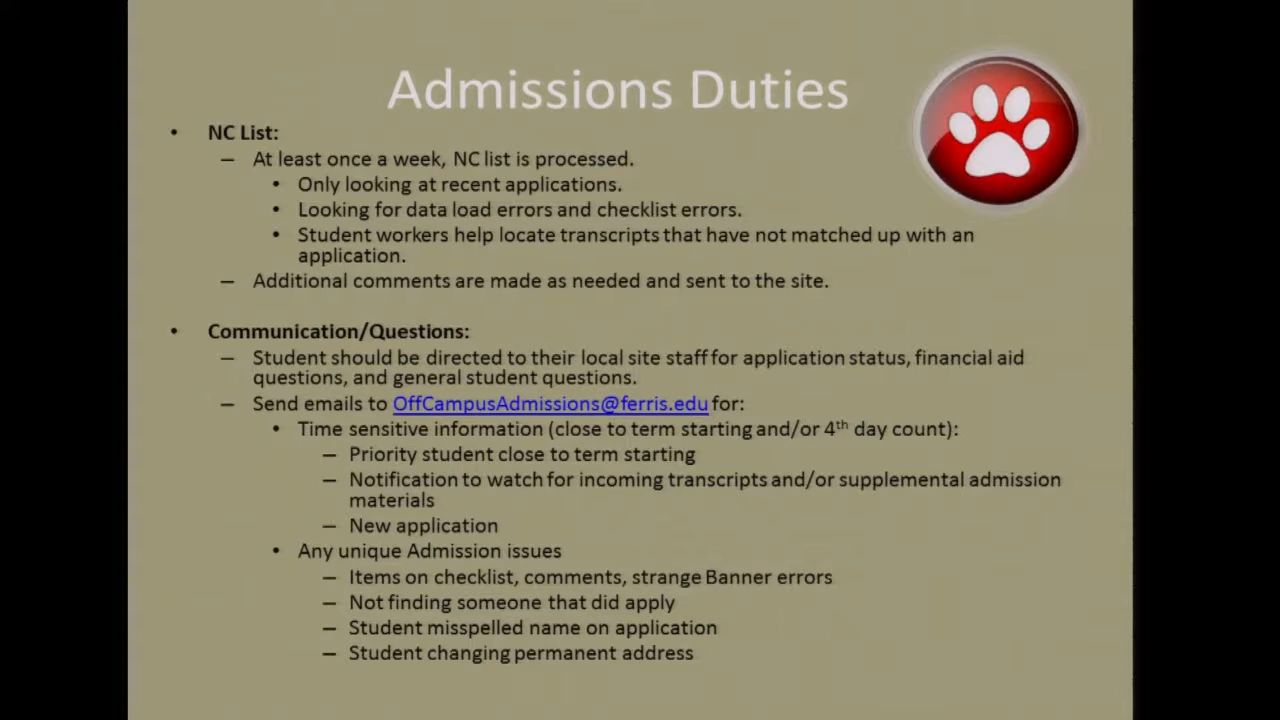 Admissions Duties
• NC List:
– At least once a week, NC list is processed.
• Only looking at recent applications.
• Looking for data load errors and checklist errors.
• Student workers help locate transcripts that have not matched up with an
application.
– Additional comments are made as needed and sent to the site.
• Communication/Questions:
– Student should be directed to their local site staff for application status, financial aid
questions, and general student questions.
– Send emails to OffCampusAdmissions@ferris.edu for:
• Time sensitive information (close to term starting and/or 4th day count):
– Priority student close to term starting
– Notification to watch for incoming transcripts and/or supplemental admission
materials
– New application
• Any unique Admission issues
– Items on checklist, comments, strange Banner errors
– Not finding someone that did apply
– Student misspelled name on application
– Student changing permanent address